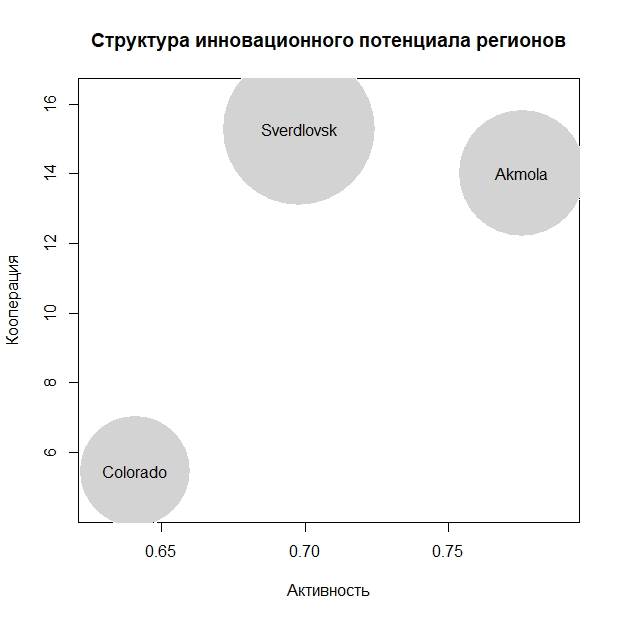 Структура инновационного потенциала регионов
16
Sverdlovsk
14
Akmola
12
Кооперация
10
8
6
Colorado
0.65
0.70
0.75
Активность